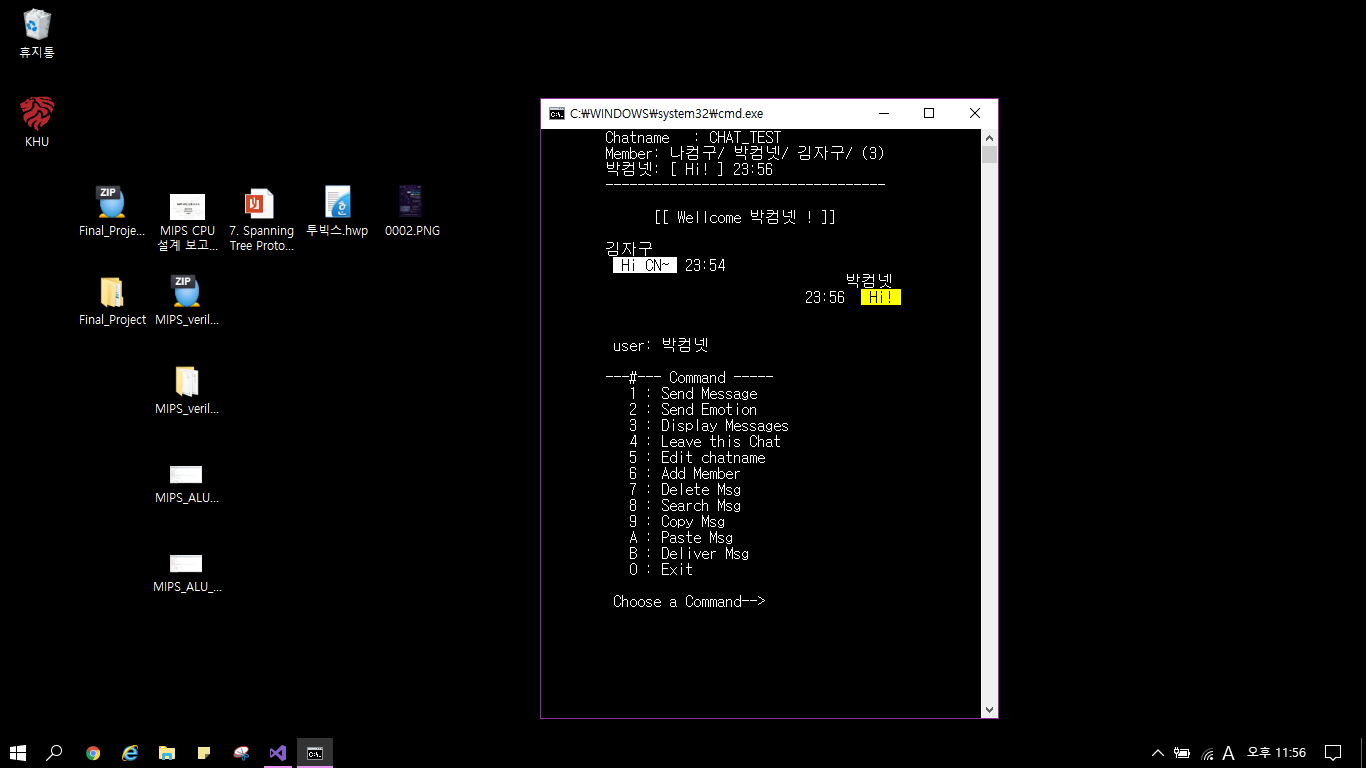 휴지통
KHU
ZIP
Final_Proje...
MIPS CPU
설계 보고...
7. Spanning
Tree Proto...
투빅스.hwp
0002.PNG
Final_Project
ZIP
MIPS_veril...
MIPS_veril...
MIPS_ALU...
MIPS_ALU_...
C:₩WINDOWS₩system32₩cmd.exe
Chatname : CHAT_TEST
Member: 나컴구/ 박컴넷/ 김자구/ (3)
박컴넷: [ Hi! ] 23:56
-----------------------------------
[[ Wellcome 박컴넷 ! ]]
김자구
Hi CN~ 23:54
박컴넷
23:56 Hi!
user: 박컴넷
---#--- Command -----
1 : Send Message
2 : Send Emotion
3 : Display Messages
4 : Leave this Chat
5 : Edit chatname
6 : Add Member
7 : Delete Msg
8 : Search Msg
9 : Copy Msg
A : Paste Msg
B : Deliver Msg
0 : Exit
Choose a Command-->
A 오후 11:56